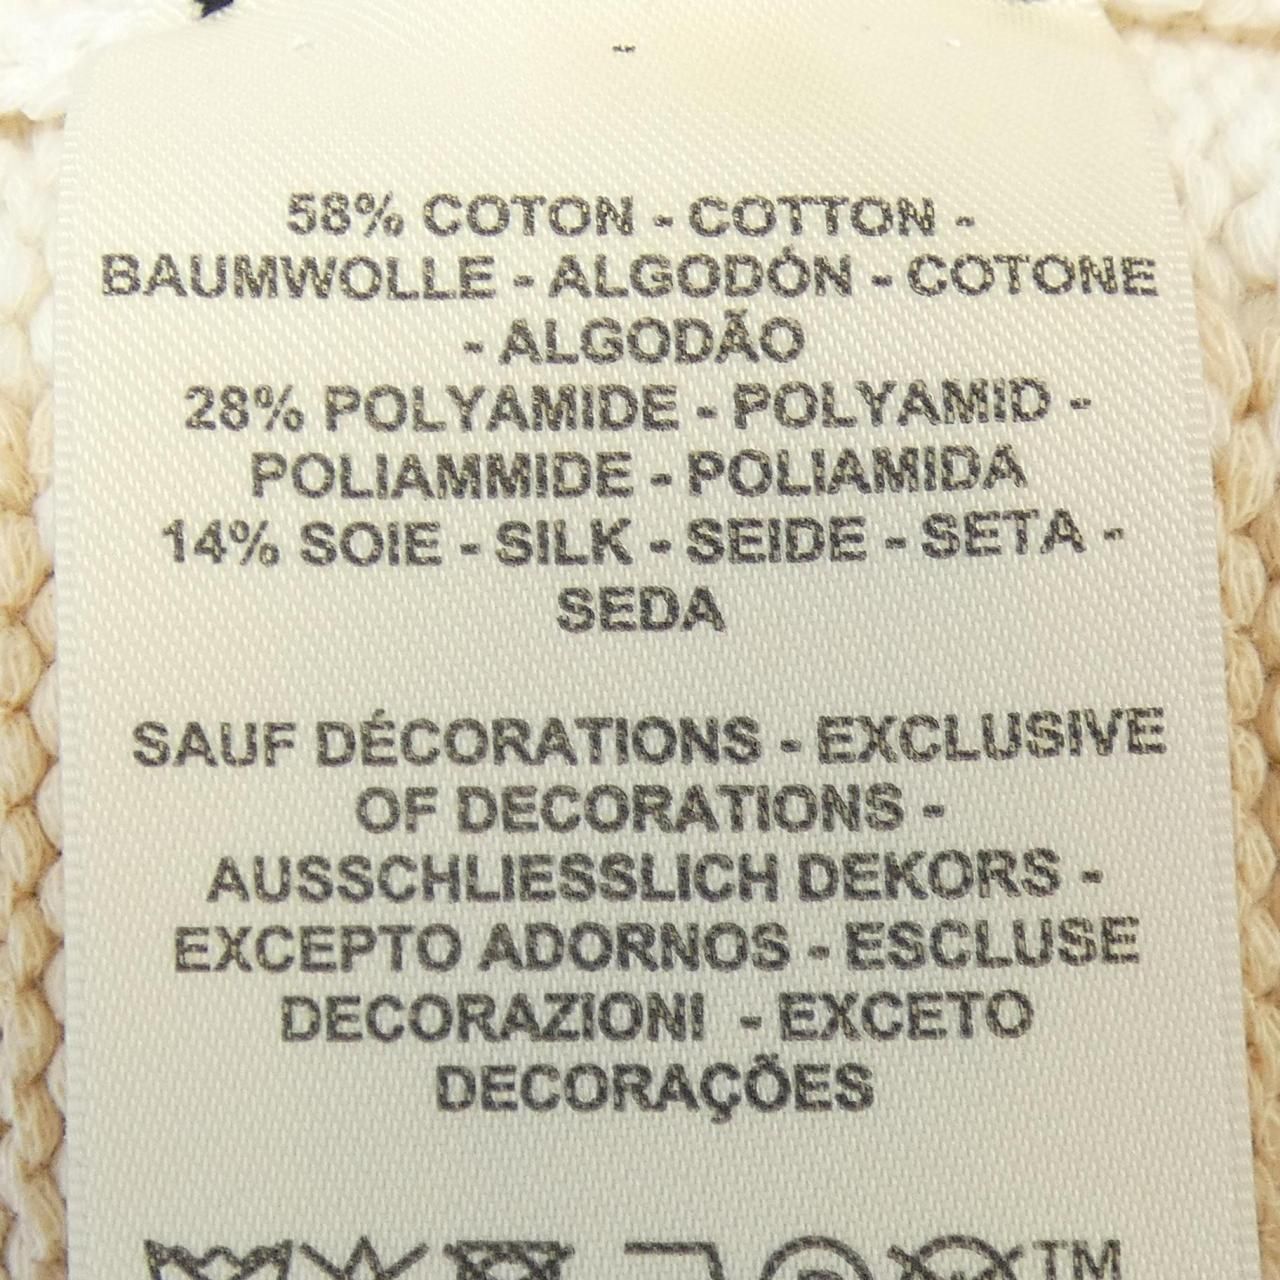 58% COTON - COTTON -
BAUMWOLLE - ALGODÓN - COTONE
- ALGODÃO
28% POLYAMIDE - POLYAMID -
POLIAMMIDE - POLIAMIDA
14% SOIE - SILK - SEIDE - SETA -
SEDA
SAUF DÉCORATIONS - EXCLUSIVE
OF DECORATIONS -
AUSSCHLIESSLICH DEKORS -
EXCEPTO ADORNOS - ESCLUSE
DECORAZIONI - EXCETO
DECORAÇÕES
TM